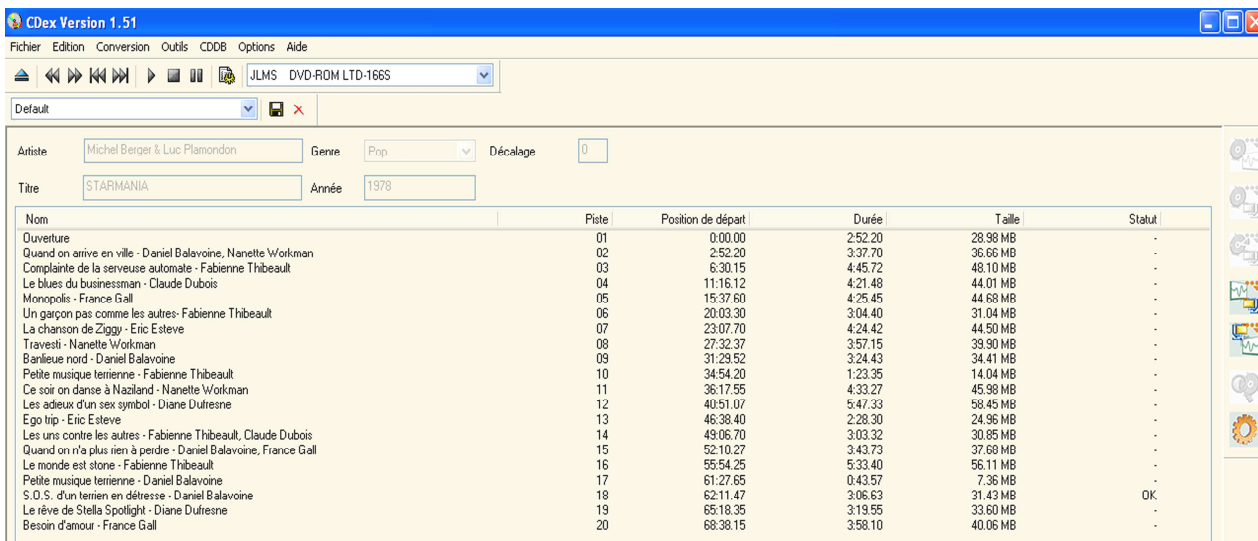 CDex Version 1.51
Fichier Edition Conversion Outils CDDB Options Aide
JLMS DVD-ROM LTD-166S
Default
Artiste Michel Berger & Luc Plamondon Genre Pop Décalage 0
Titre STARMANIA Année 1978
Nom Piste Position de départ Durée Taille Statut
Ouverture 01 0:00.00 2:52.20 28.98 MB -
Quand on arrive en ville - Daniel Balavoine, Nanette Workman 02 2:52.20 3:37.70 36.66 MB -
Complainte de la serveuse automate - Fabienne Thibeault 03 6:30.15 4:45.72 48.10 MB -
Le blues du businessman - Claude Dubois 04 11:16.12 4:21.48 44.01 MB -
Monopolis - France Gall 05 15:37.60 4:25.45 44.68 MB -
Un garçon pas comme les autres- Fabienne Thibeault 06 20:03.30 3:04.40 31.04 MB -
La chanson de Ziggy - Eric Esteve 07 23:07.70 4:24.42 44.50 MB -
Travesti - Nanette Workman 08 27:32.37 3:57.15 39.90 MB -
Banlieue nord - Daniel Balavoine 09 31:29.52 3:24.43 34.41 MB -
Petite musique terrienne - Fabienne Thibeault 10 34:54.20 1:23.35 14.04 MB -
Ce soir on danse à Naziland - Nanette Workman 11 36:17.55 4:33.27 45.98 MB -
Les adieux d'un sex symbol - Diane Dufresne 12 40:51.07 5:47.33 58.45 MB -
Ego trip - Eric Esteve 13 46:38.40 2:28.30 24.96 MB -
Les uns contre les autres - Fabienne Thibeault, Claude Dubois 14 49:06.70 3:03.32 30.85 MB -
Quand on n'a plus rien à perdre - Daniel Balavoine, France Gall 15 52:10.27 3:43.73 37.68 MB -
Le monde est stone - Fabienne Thibeault 16 55:54.25 5:33.40 56.11 MB -
Petite musique terrienne - Daniel Balavoine 17 61:27.65 0:43.57 7.36 MB -
S.O.S. d'un terrien en détresse - Daniel Balavoine 18 62:11.47 3:06.63 31.43 MB OK
Le rêve de Stella Spotlight - Diane Dufresne 19 65:18.35 3:19.55 33.60 MB -
Besoin d'amour - France Gall 20 68:38.15 3:58.10 40.06 MB -